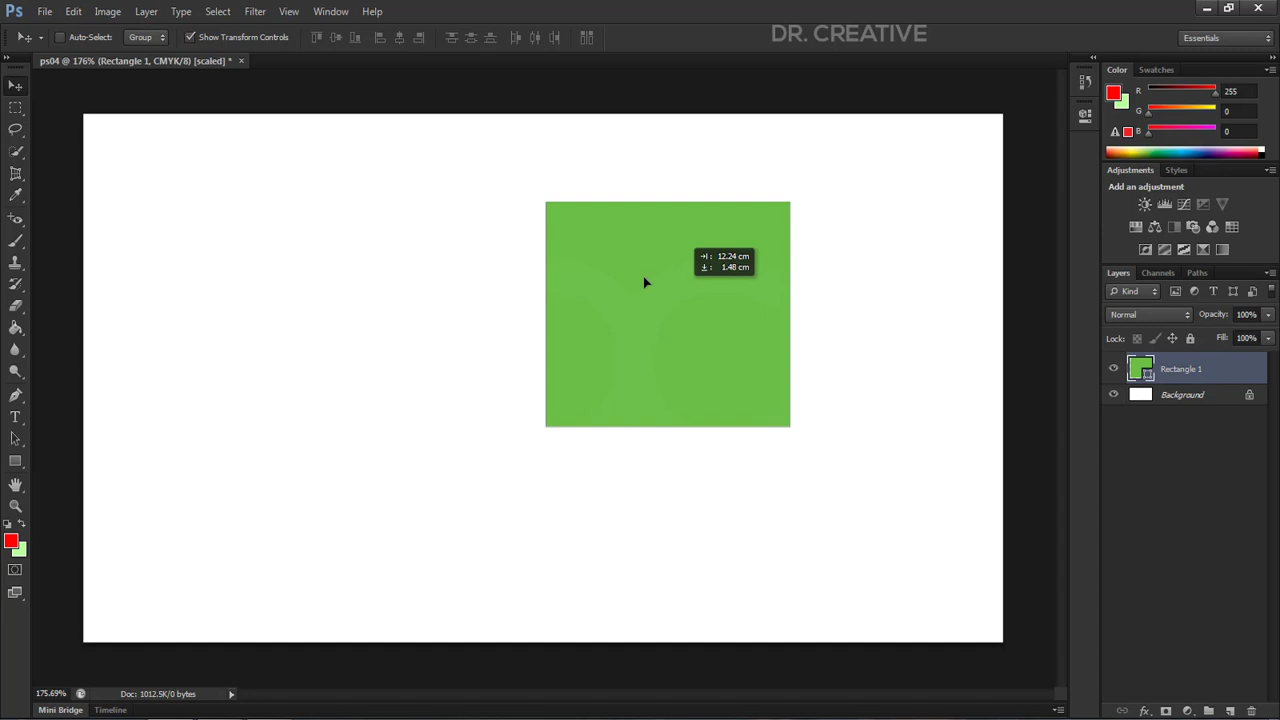 Ps File Edit Image Layer Type Select Filter View Window Help
Auto-Select: Group Show Transform Controls DR. CREATIVE Essentials
ps04 @ 176% (Rectangle 1, CMYK/8) [scaled] * ×
Color Swatches
R 255
G 0
B 0
Adjustments Styles
Add an adjustment
12.24 cm
1.48 cm
Layers Channels Paths
Kind
Normal Opacity: 100%
Lock: Fill: 100%
Rectangle 1
Background
175.69% Doc: 1012.5K/0 bytes
Mini Bridge Timeline